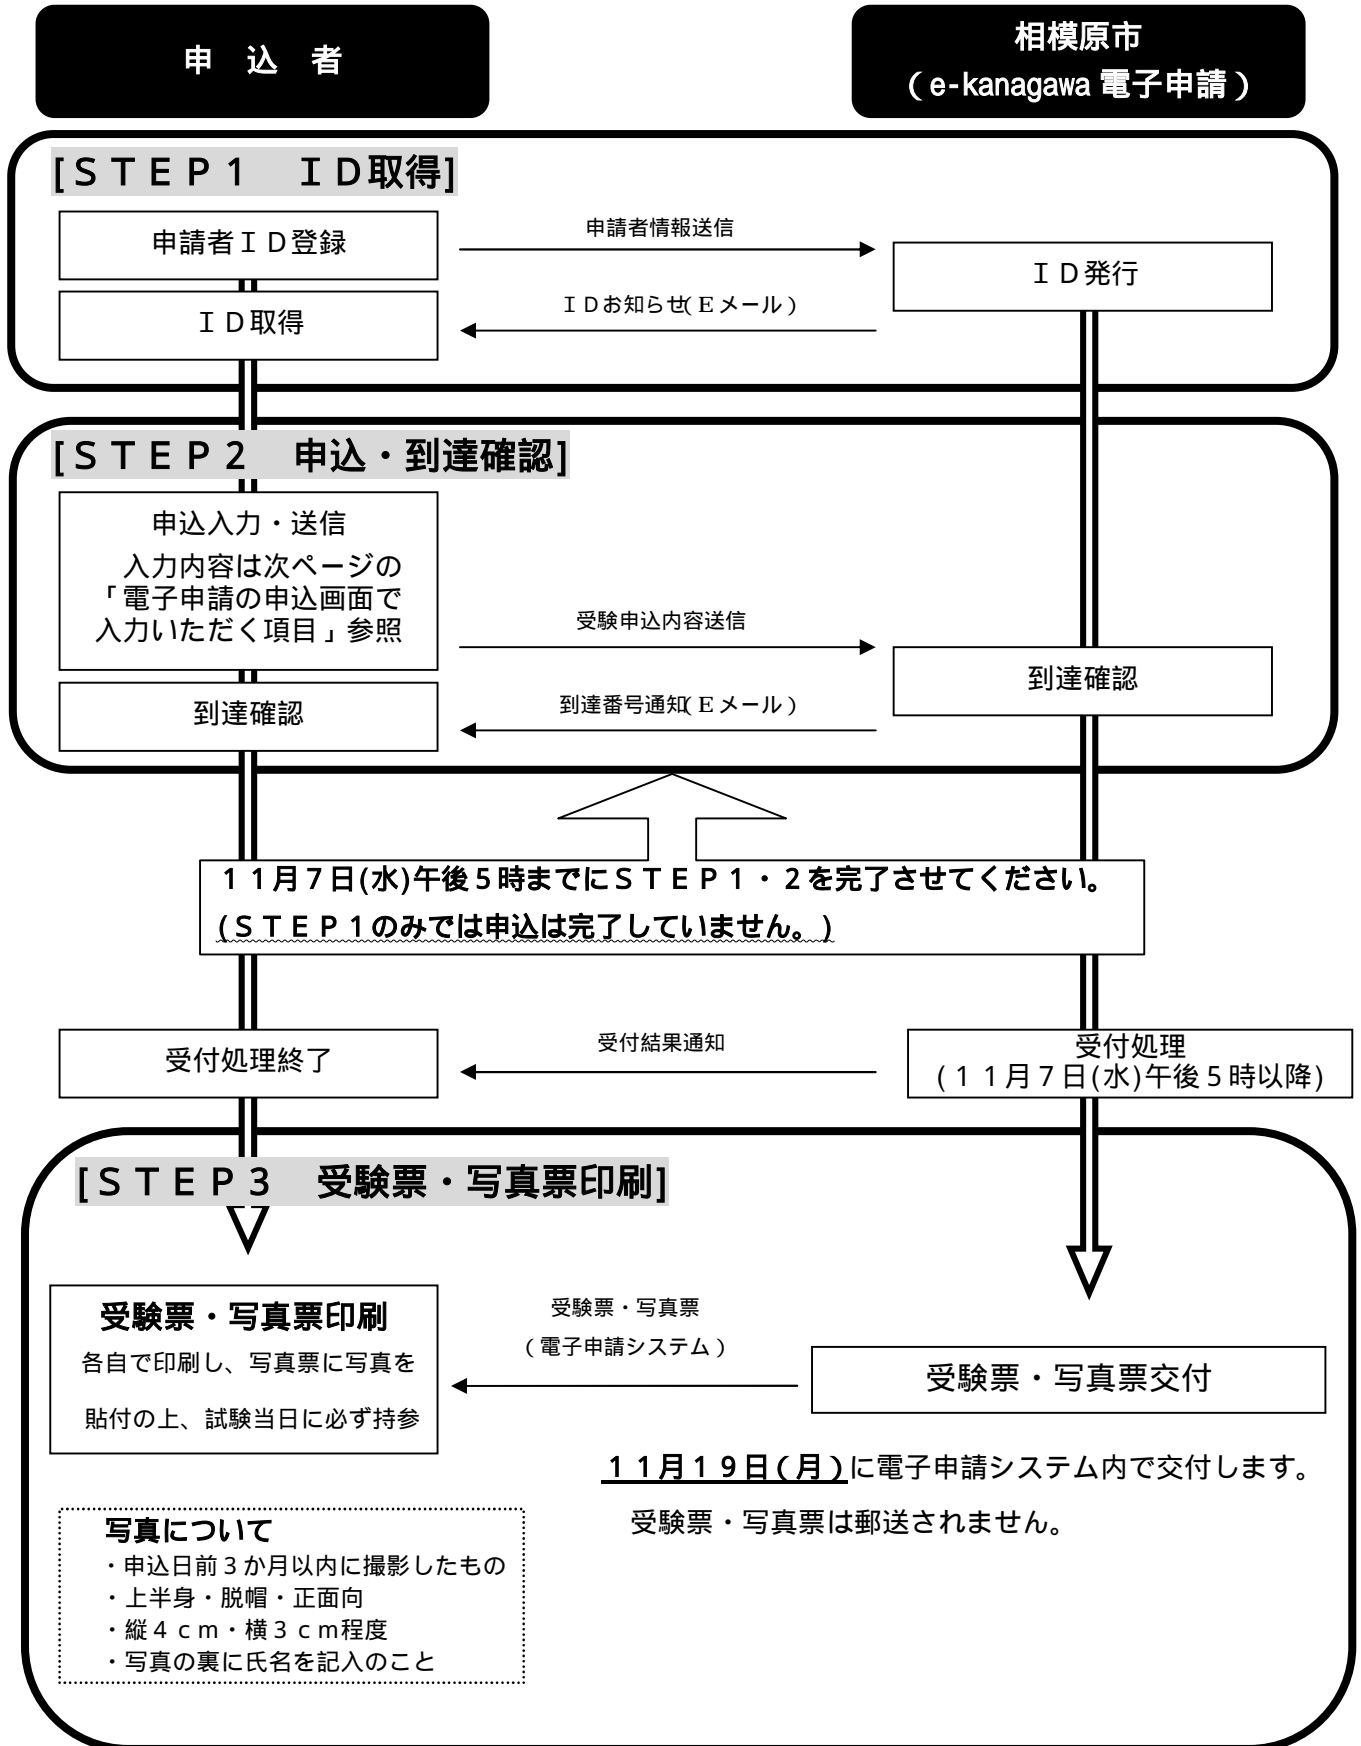 申　込　者
相模原市
（e-kanagawa 電子申請）
[ＳＴＥＰ１　ＩＤ取得]
申請者ＩＤ登録
申請者情報送信
ＩＤ発行
ＩＤお知らせ(Ｅメール）
ＩＤ取得
[ＳＴＥＰ２　申込・到達確認]
申込入力・送信
入力内容は次ページの
「電子申請の申込画面で
入力いただく項目」参照
受験申込内容送信
到達確認
到達番号通知(Ｅメール）
到達確認
１１月７日(水)午後５時までにＳＴＥＰ１・２を完了させてください。
(ＳＴＥＰ１のみでは申込は完了していません。)
受付処理終了
受付結果通知
受付処理
(１１月７日(水)午後５時以降)
[ＳＴＥＰ３　受験票・写真票印刷]
受験票・写真票印刷
各自で印刷し、写真票に写真を
貼付の上、試験当日に必ず持参
受験票・写真票
（電子申請システム）
受験票・写真票交付
１１月１９日(月)に電子申請システム内で交付します。
受験票・写真票は郵送されません。
写真について
・申込日前３か月以内に撮影したもの
・上半身・脱帽・正面向
・縦４ｃｍ・横３ｃｍ程度
・写真の裏に氏名を記入のこと